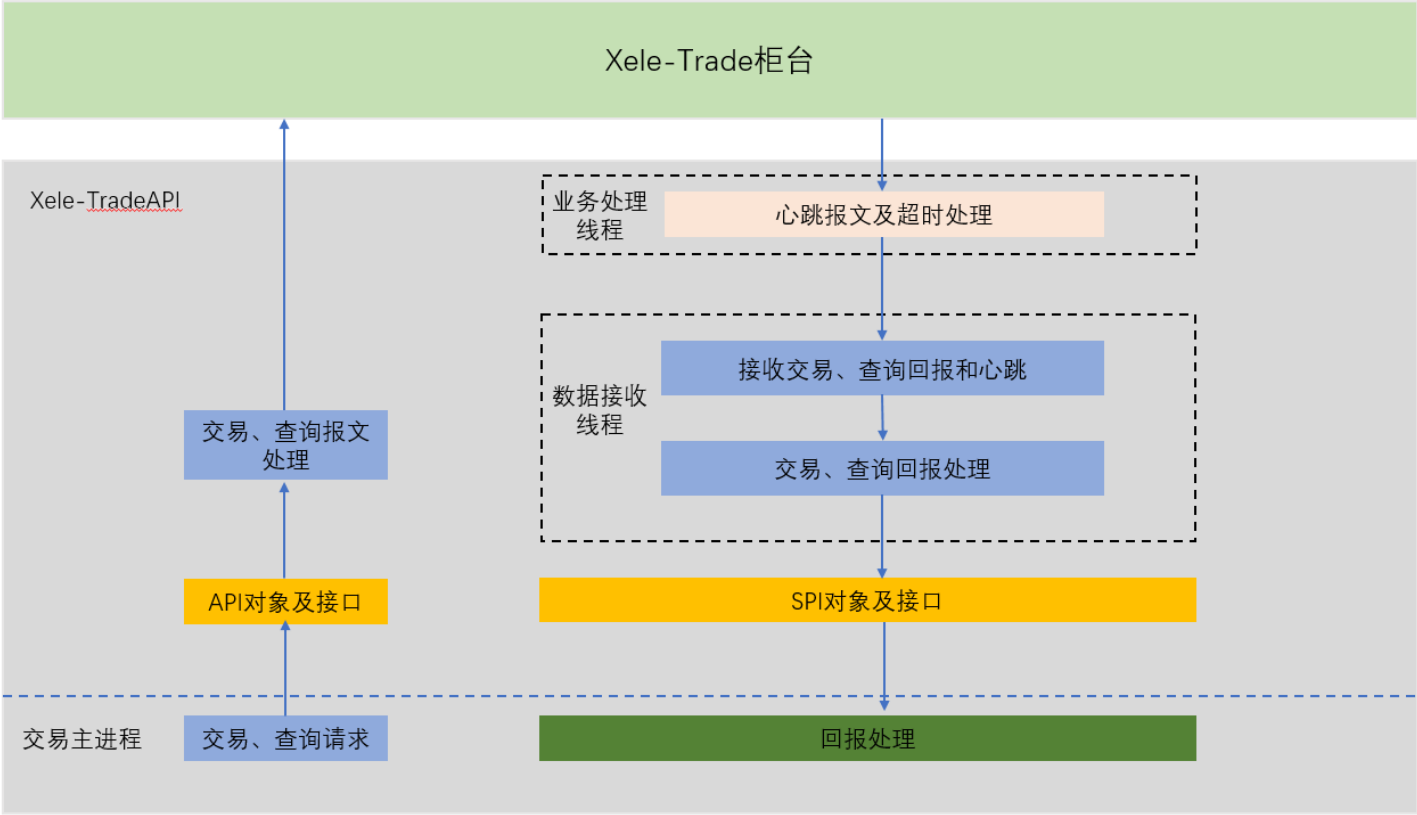 Xele-Trade柜台
Xele-TradeAPI
业务处理
线程
心跳报文及超时处理
数据接收
线程
接收交易、查询回报和心跳
交易、查询回报处理
交易、查询报文
处理
API对象及接口
SPI对象及接口
交易主进程
交易、查询请求
回报处理